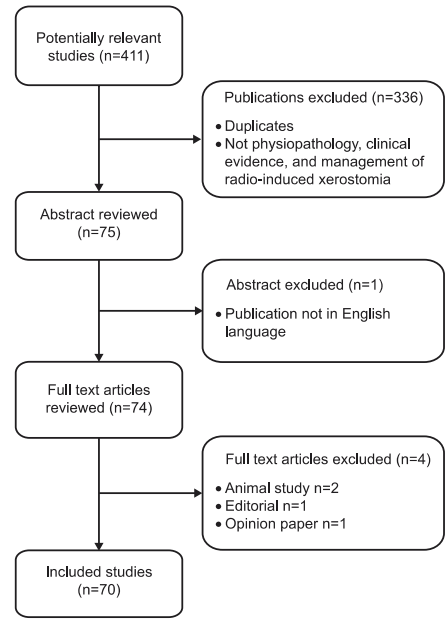 Potentially relevant
studies (n=411)
Publications excluded (n=336)
• Duplicates
• Not physiopathology, clinical
evidence, and management of
radio-induced xerostomia
Abstract reviewed
(n=75)
Abstract excluded (n=1)
• Publication not in English
language
Full text articles
reviewed (n=74)
Full text articles excluded (n=4)
• Animal study n=2
• Editorial n=1
• Opinion paper n=1
Included studies
(n=70)